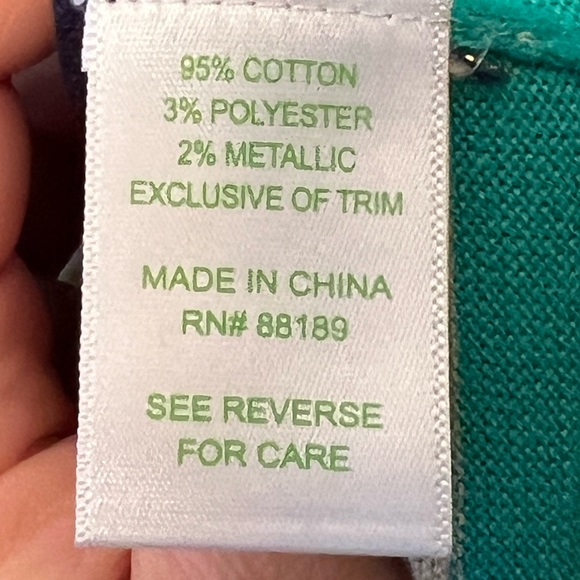 95% COTTON
3% POLYESTER
2% METALLIC
EXCLUSIVE OF TRIM
MADE IN CHINA
RN# 88189
SEE REVERSE
FOR CARE